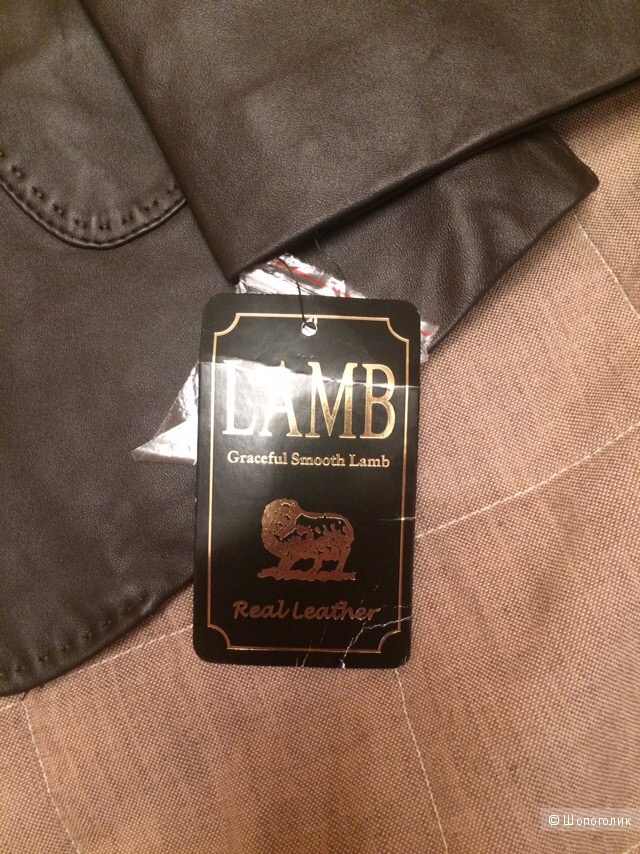 LAMB
Graceful Smooth Lamb
Real Leather
© Шопоголик